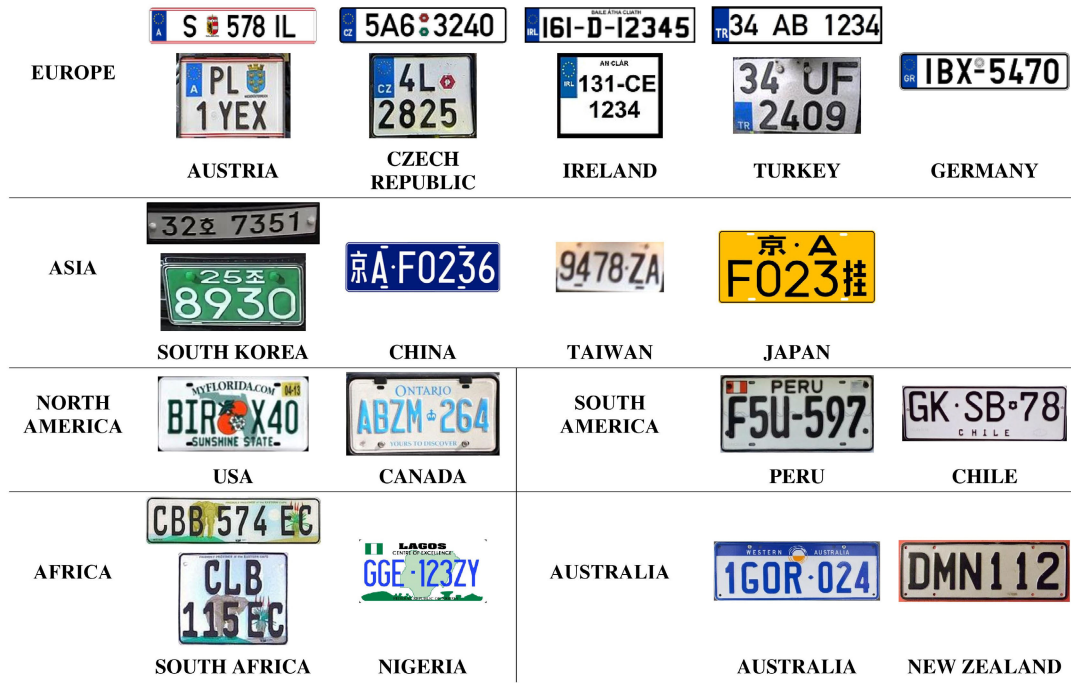 EUROPE
A S 578 IL
CZ 5A6 3240
BAILE ÁTHA CLIATH
IRL 161-D-12345
TR 34 AB 1234
A PL
1 YEX
CZ 4L
2825
AN CLÁR
IRL 131-CE
1234
34 UF
TR 2409
GR IBX-5470
AUSTRIA
CZECH
REPUBLIC
IRELAND
TURKEY
GERMANY
ASIA
32호 7351
25조
8930
京A·F0236
9478·ZA
京·A
F023挂
SOUTH KOREA
CHINA
TAIWAN
JAPAN
NORTH
AMERICA
MYFLORIDA.COM 04-13
BIR X40
SUNSHINE STATE
ONTARIO
ABZM 264
YOURS TO DISCOVER
USA
CANADA
SOUTH
AMERICA
PERU
F5U-597
GK·SB 78
CHILE
PERU
CHILE
AFRICA
CBB 574 EC
CLB
115 EC
LAGOS
CENTRE OF EXCELLENCE
GGE·123ZY
SOUTH AFRICA
NIGERIA
AUSTRALIA
WESTERN AUSTRALIA
1GOR·024
DMN112
AUSTRALIA
NEW ZEALAND